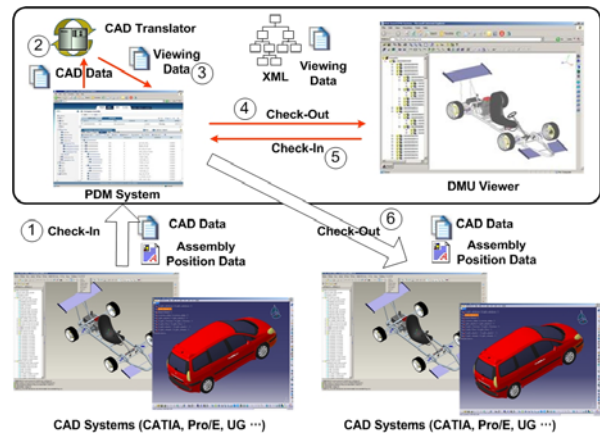 2
CAD Translator
CAD Data
Viewing
Data
3
XML
Viewing
Data
4
Check-Out
Check-In
5
PDM System
DMU Viewer
1
Check-In
CAD Data
Assembly
Position Data
6
Check-Out
CAD Data
Assembly
Position Data
CAD Systems (CATIA, Pro/E, UG ⋯)
CAD Systems (CATIA, Pro/E, UG ⋯)